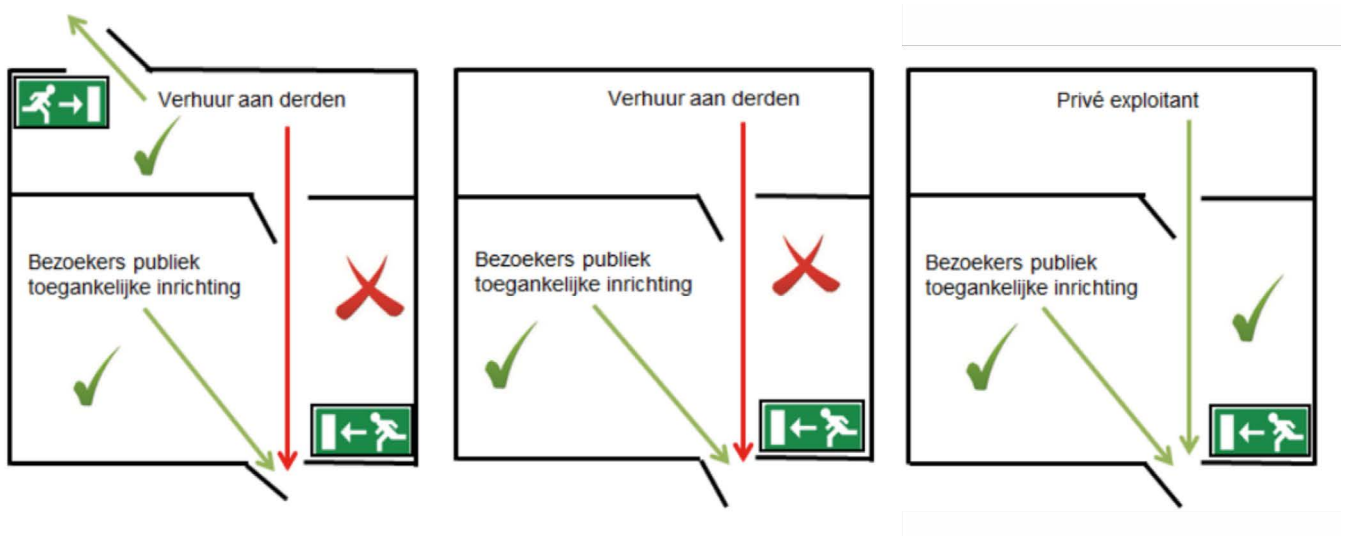 Verhuur aan derden
Bezoekers publiek
toegankelijke inrichting
Verhuur aan derden
Bezoekers publiek
toegankelijke inrichting
Privé exploitant
Bezoekers publiek
toegankelijke inrichting